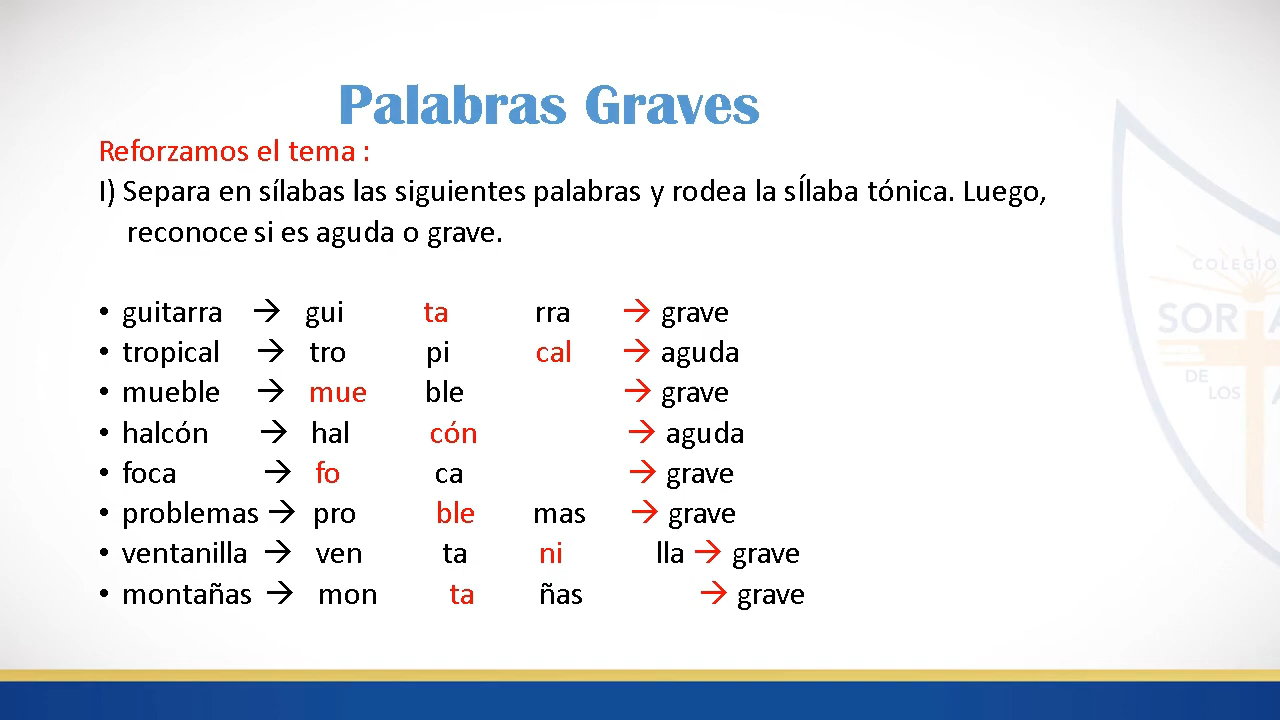 Palabras Graves
Reforzamos el tema :
I) Separa en sílabas las siguientes palabras y rodea la sÍlaba tónica. Luego,
reconoce si es aguda o grave.
• guitarra → gui ta rra → grave
• tropical → tro pi cal → aguda
• mueble → mue ble → grave
• halcón → hal cón → aguda
• foca → fo ca → grave
• problemas → pro ble mas → grave
• ventanilla → ven ta ni lla → grave
• montañas → mon ta ñas → grave
COLEGIO
SOR
DE
LOS